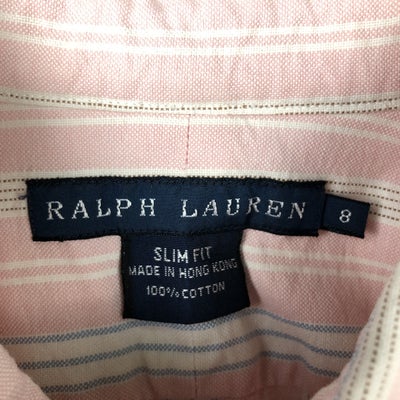 RALPH LAUREN 8
SLIM FIT
MADE IN HONG KONG
100% COTTON